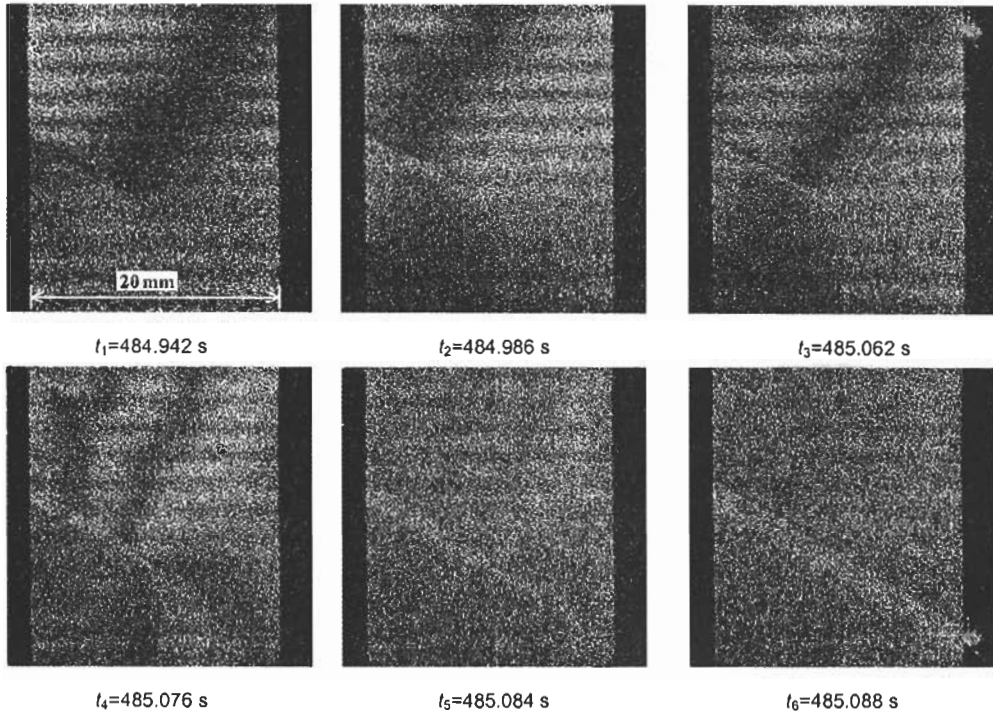 20 mm
t₁=484.942 s
t₂=484.986 s
t₃=485.062 s
t₄=485.076 s
t₅=485.084 s
t₆=485.088 s